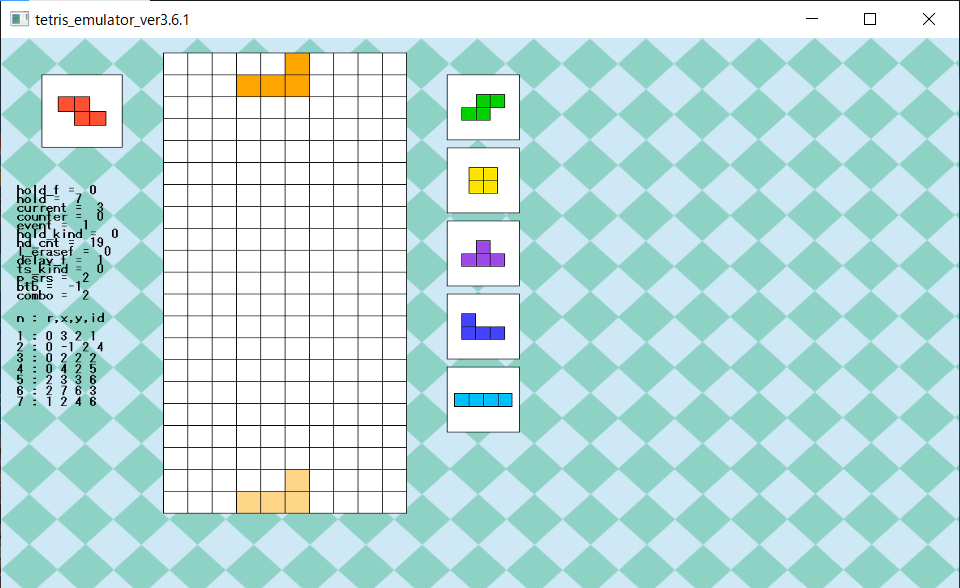 tetris_emulator_ver3.6.1
hold_f = 0
hold = 7
current = 3
counter = 0
event = 1
hold_kind = 0
hd_cnt = 19
l_erasef = 0
delay_f = 1
ts_kind = 0
p_srs = 2
btb = -1
combo = 2
n : r,x,y,id
1 : 0 3 2 1
2 : 0 -1 2 4
3 : 0 2 2 2
4 : 0 4 2 5
5 : 2 3 3 6
6 : 2 7 6 3
7 : 1 2 4 6